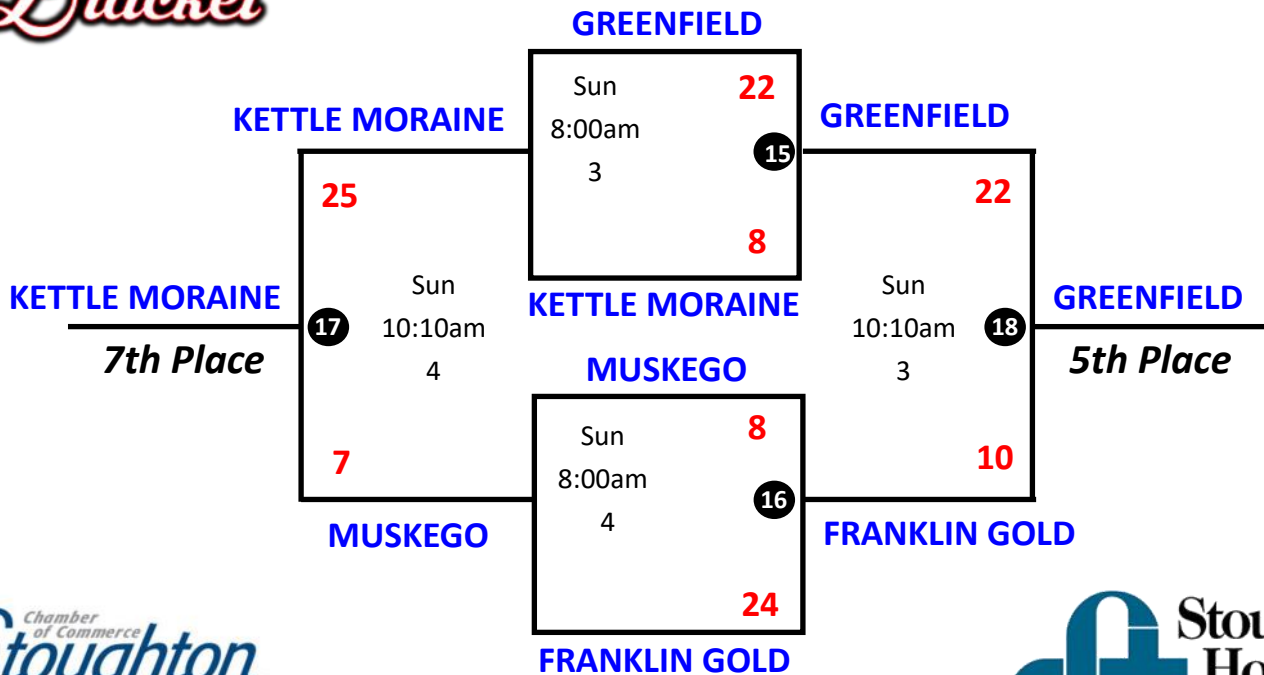 Bracket
GREENFIELD
Sun
8:00am
3
22
15
8
KETTLE MORAINE
KETTLE MORAINE
GREENFIELD
25
22
KETTLE MORAINE
7th Place
17
Sun
10:10am
4
Sun
10:10am
3
18
GREENFIELD
5th Place
7
10
MUSKEGO
FRANKLIN GOLD
MUSKEGO
Sun
8:00am
4
8
16
24
FRANKLIN GOLD
Chamber
of Commerce
Stoughton